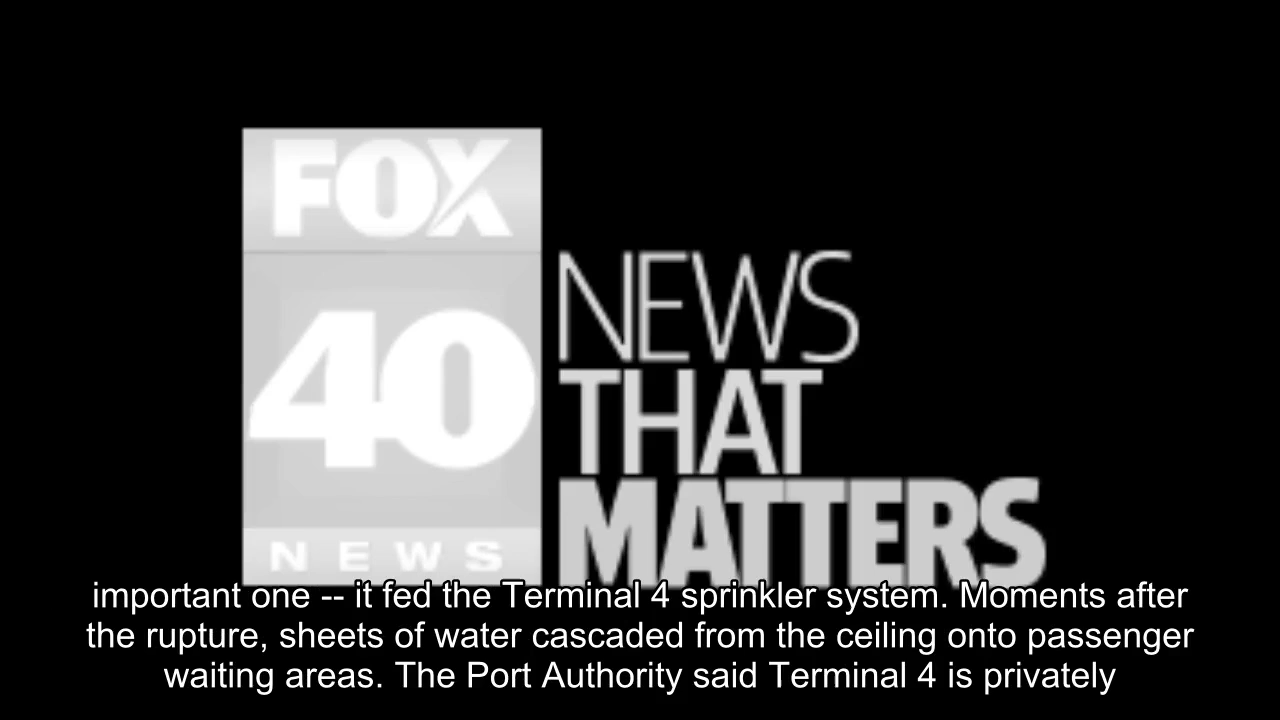 FOX
40
NEWS
NEWS
THAT
MATTERS
important one -- it fed the Terminal 4 sprinkler system. Moments after
the rupture, sheets of water cascaded from the ceiling onto passenger
waiting areas. The Port Authority said Terminal 4 is privately